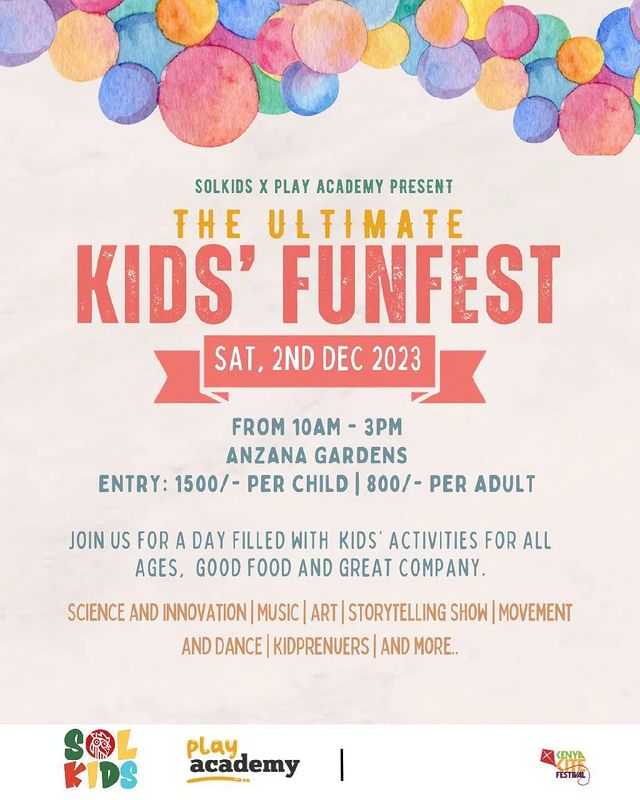 SOLKIDS X PLAY ACADEMY PRESENT
THE ULTIMATE
KIDS' FUNFEST
SAT, 2ND DEC 2023
FROM 10AM - 3PM
ANZANA GARDENS
ENTRY: 1500/- PER CHILD | 800/- PER ADULT
JOIN US FOR A DAY FILLED WITH KIDS' ACTIVITIES FOR ALL
AGES, GOOD FOOD AND GREAT COMPANY.
SCIENCE AND INNOVATION | MUSIC | ART | STORYTELLING SHOW | MOVEMENT
AND DANCE | KIDPRENUERS | AND MORE..
SOL
KIDS
play
academy
KENYA
KITE
FESTIVAL